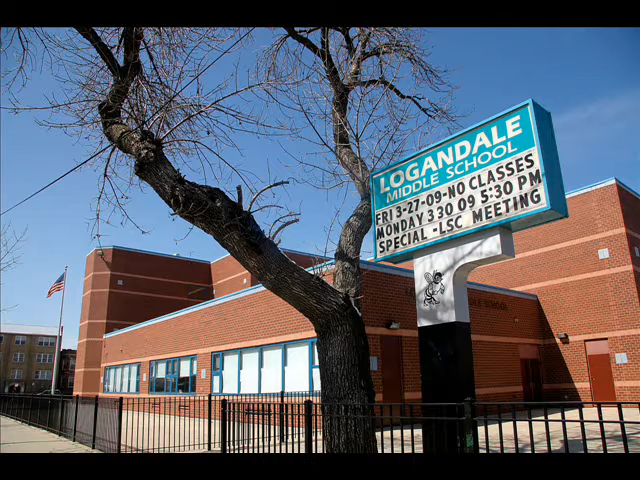 LOGANDALE
MIDDLE SCHOOL
FRI 3-27-09-NO CLASSES
MONDAY 3 30 09 5:30 PM
SPECIAL -LSC MEETING
SCHOOL